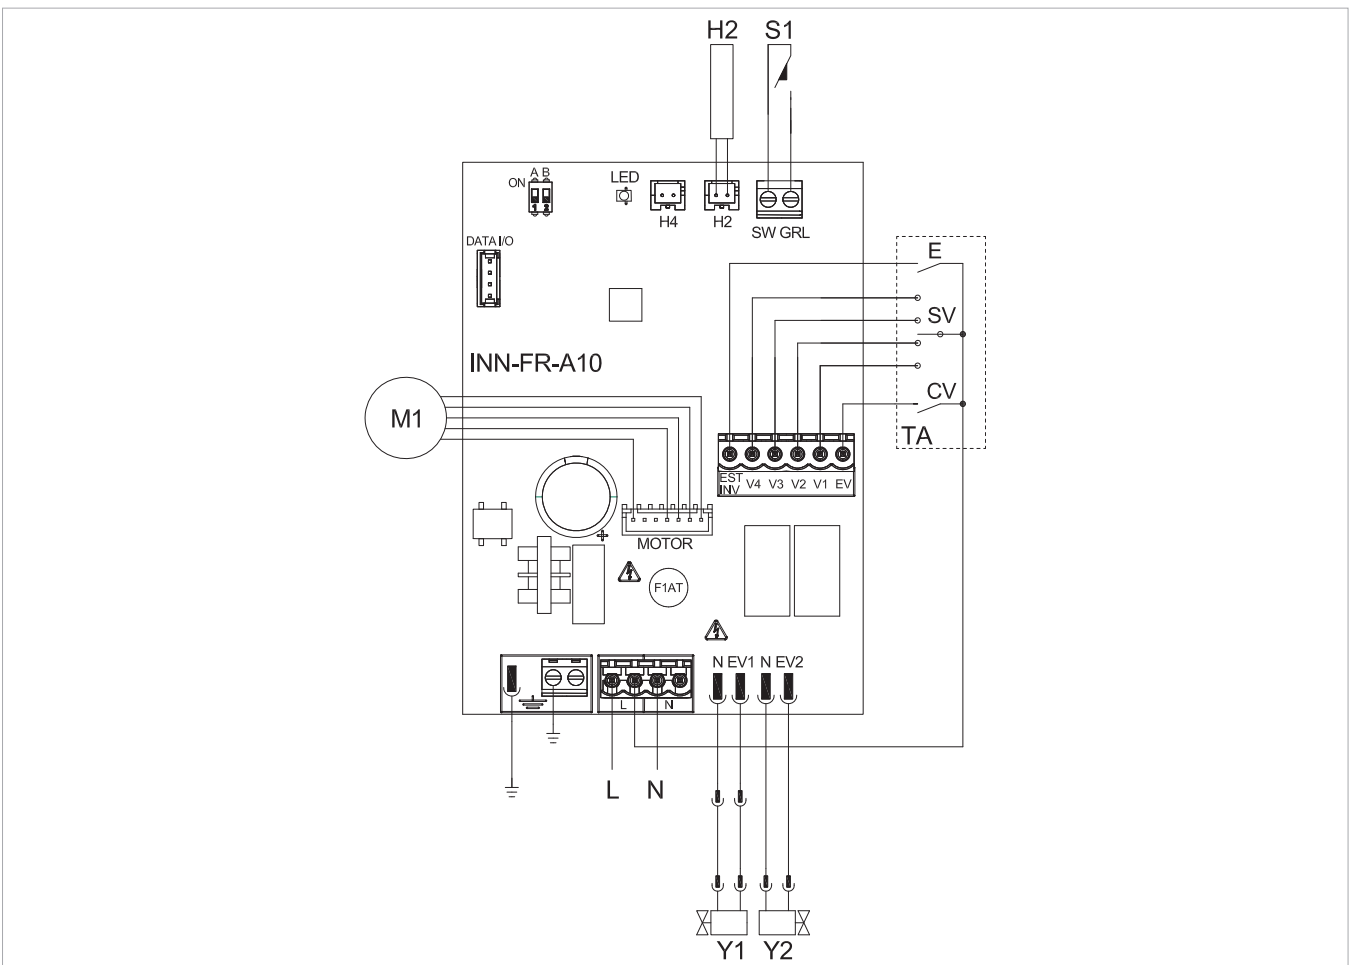 H2 S1
A B
ON
1 2
LED
H4 H2
SW GRL
DATA I/O
E
SV
INN-FR-A10
CV
M1
TA
EST INV V4 V3 V2 V1 EV
+
MOTOR
F1AT
N EV1 N EV2
L N
L N
Y1 Y2